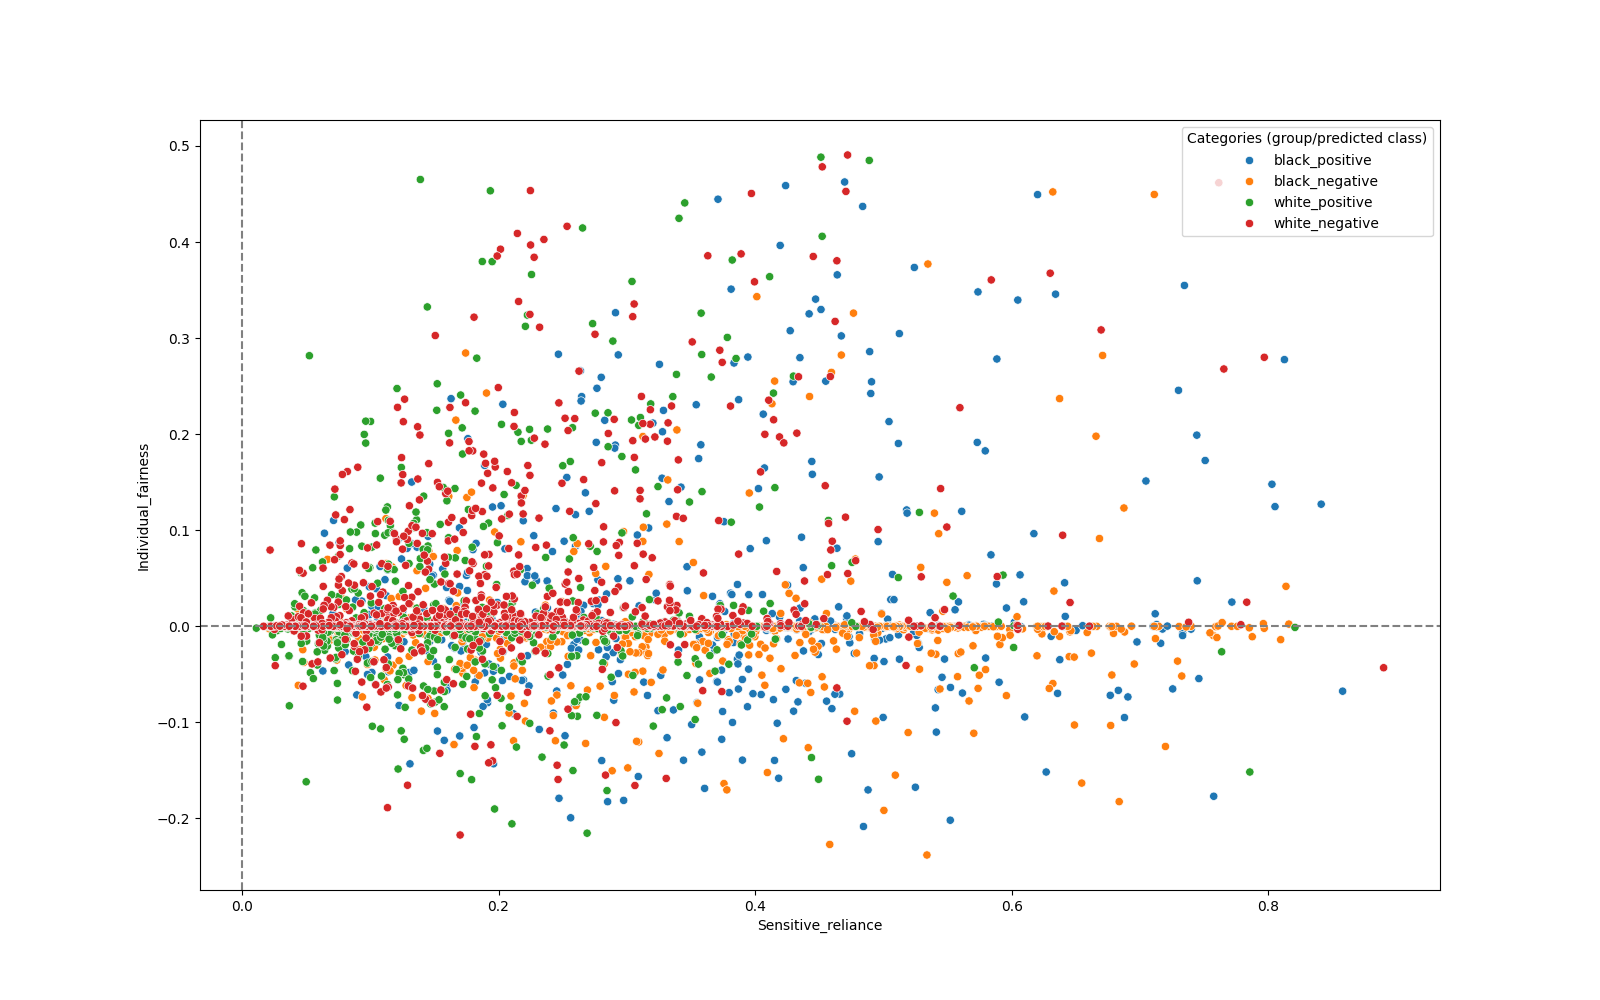 Categories (group/predicted class)
black_positive
black_negative
white_positive
white_negative
0.5
0.4
0.3
0.2
0.1
0.0
−0.1
−0.2
Individual_fairness
0.0
0.2
0.4
0.6
0.8
Sensitive_reliance